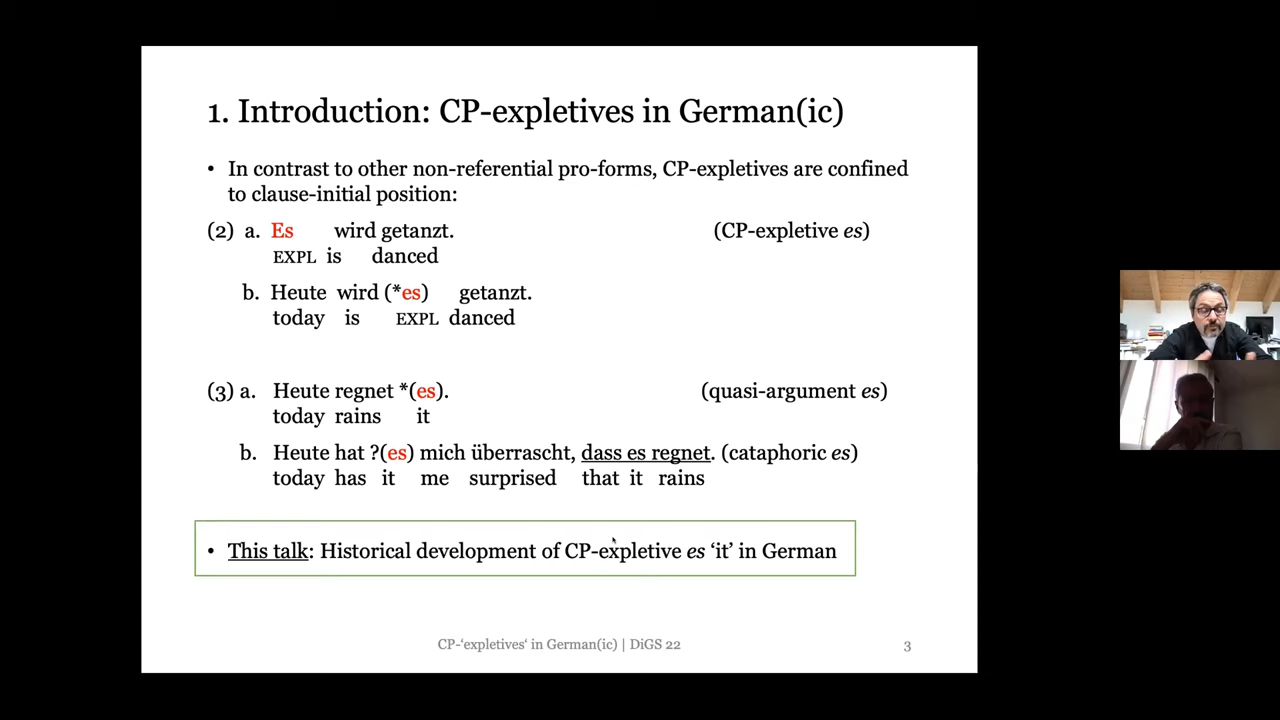 1. Introduction: CP-expletives in German(ic)
• In contrast to other non-referential pro-forms, CP-expletives are confined
to clause-initial position:
(2) a. Es wird getanzt. (CP-expletive es)
EXPL is danced
b. Heute wird (*es) getanzt.
today is EXPL danced
(3) a. Heute regnet *(es). (quasi-argument es)
today rains it
b. Heute hat ?(es) mich überrascht, dass es regnet. (cataphoric es)
today has it me surprised that it rains
• This talk: Historical development of CP-expletive es ‘it’ in German
CP-‘expletives‘ in German(ic) | DiGS 22 3